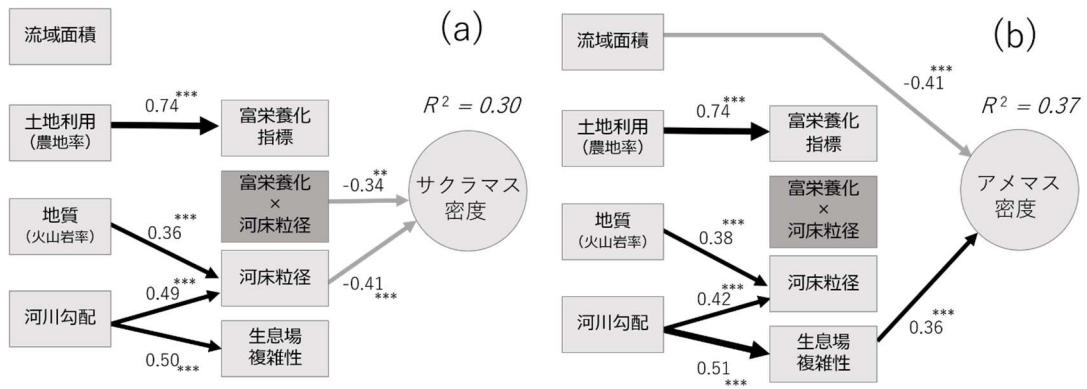 (a)
流域面積
R² = 0.30
土地利用
(農地率)
0.74***
富栄養化
指標
富栄養化
×
河床粒径
-0.34**
サクラマス
密度
地質
(火山岩率)
0.36***
河床粒径
-0.41***
河川勾配
0.49***
0.50***
生息場
複雑性
(b)
流域面積
-0.41***
R² = 0.37
土地利用
(農地率)
0.74***
富栄養化
指標
富栄養化
×
河床粒径
アメマス
密度
地質
(火山岩率)
0.38***
河床粒径
河川勾配
0.42***
0.51***
生息場
複雑性
0.36***